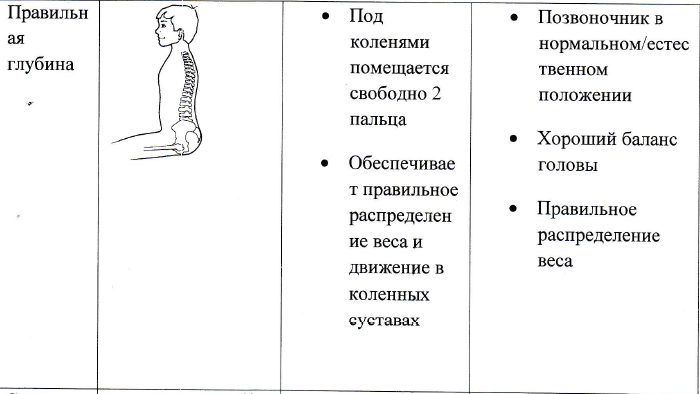 Правильн
ая
глубина
• Под
коленями
помещается
свободно 2
пальца
• Обеспечивае
т правильное
распределен
ие веса и
движение в
коленных
суставах
• Позвоночник в
нормальном/естес
твенном
положении
• Хороший баланс
головы
• Правильное
распределение
веса